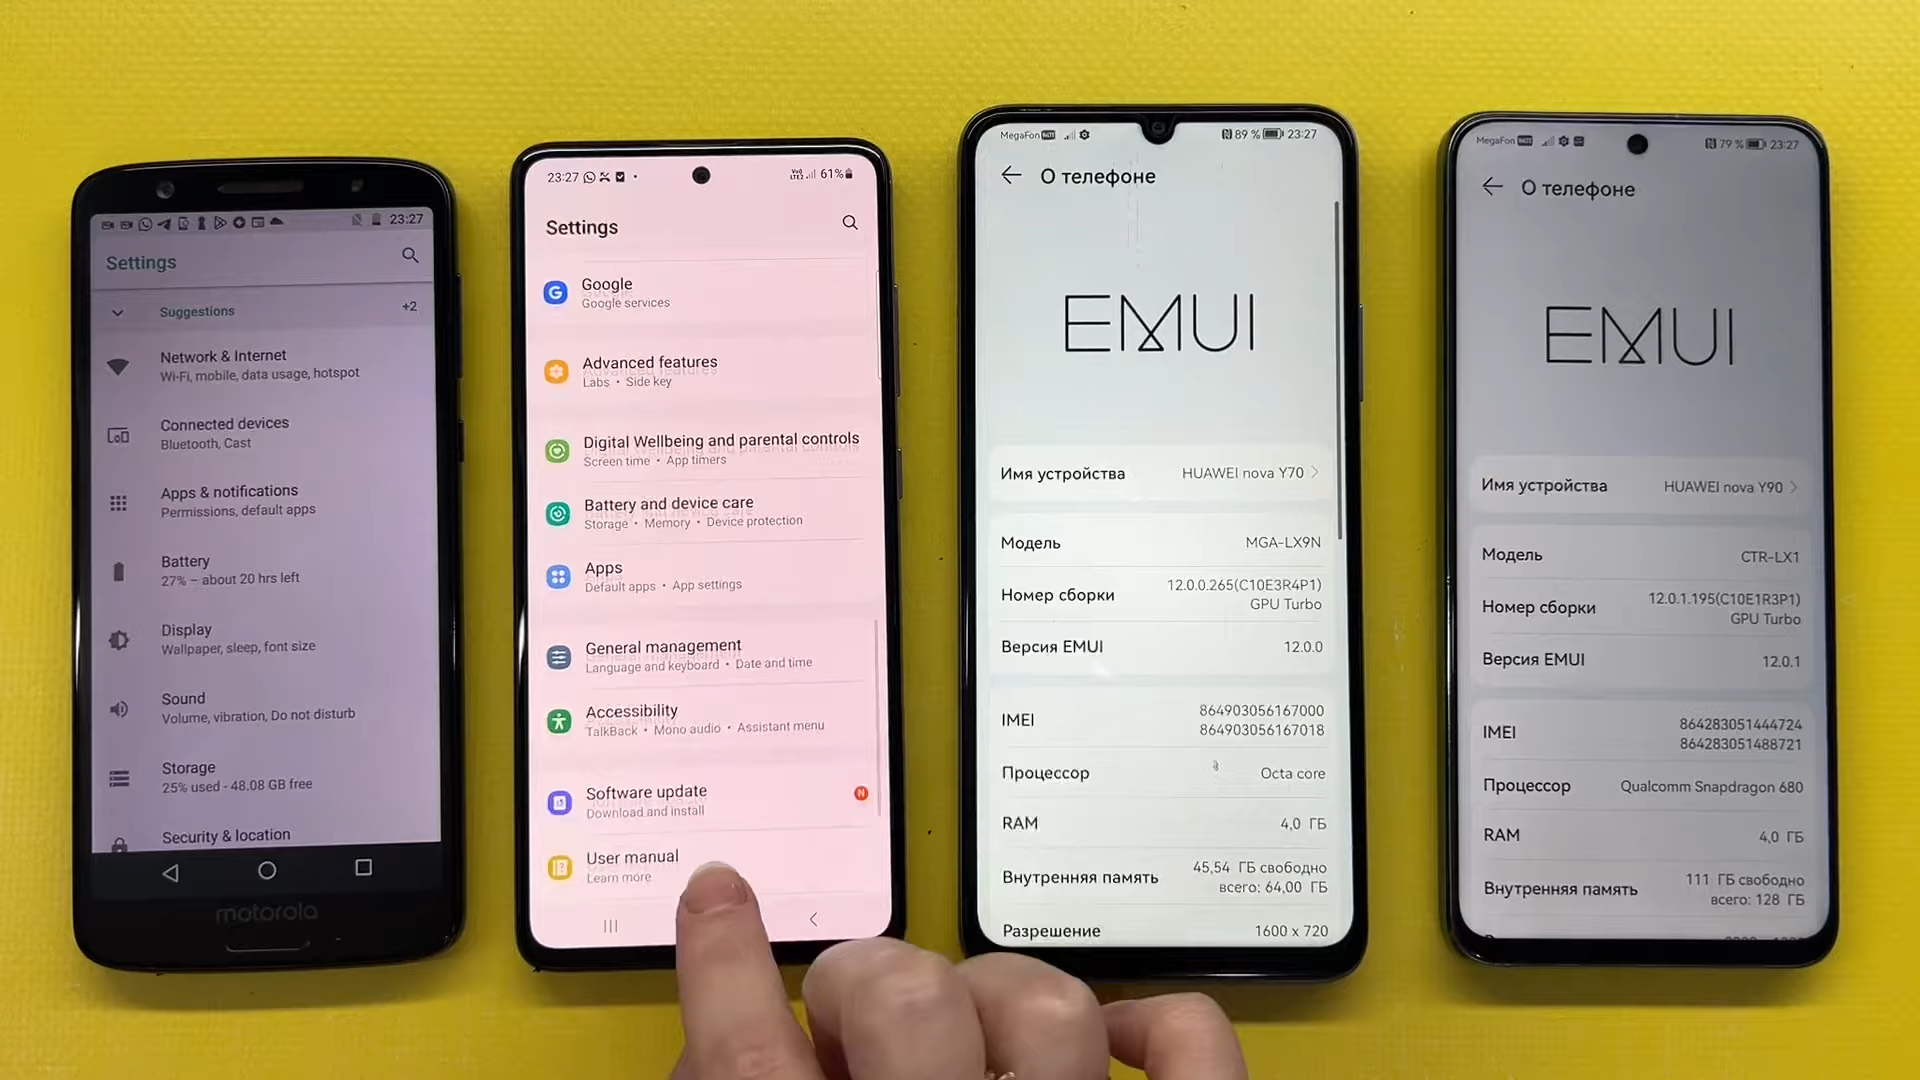 23:27
Settings
Suggestions
+2
Network & Internet
Wi-Fi, mobile, data usage, hotspot
Connected devices
Bluetooth, Cast
Apps & notifications
Permissions, default apps
Battery
27% – about 20 hrs left
Display
Wallpaper, sleep, font size
Sound
Volume, vibration, Do not disturb
Storage
25% used - 48.08 GB free
Security & location
motorola
23:27
61%
Settings
Google
Google services
Advanced features
Labs • Side key
Digital Wellbeing and parental controls
Screen time • App timers
Battery and device care
Storage • Memory • Device protection
Apps
Default apps • App settings
General management
Language and keyboard • Date and time
Accessibility
TalkBack • Mono audio • Assistant menu
Software update
N
Download and install
User manual
Learn more
MegaFon
89 %
23:27
О телефоне
EMUI
Имя устройства
HUAWEI nova Y70
Модель
MGA-LX9N
Номер сборки
12.0.0.265(C10E3R4P1)
GPU Turbo
Версия EMUI
12.0.0
IMEI
864903056167000
864903056167018
Процессор
Octa core
RAM
4,0 ГБ
Внутренняя память
45,54 ГБ свободно
всего: 64,00 ГБ
Разрешение
1600 x 720
MegaFon
79 %
23:27
О телефоне
EMUI
Имя устройства
HUAWEI nova Y90
Модель
CTR-LX1
Номер сборки
12.0.1.195(C10E1R3P1)
GPU Turbo
Версия EMUI
12.0.1
IMEI
864283051444724
864283051488721
Процессор
Qualcomm Snapdragon 680
RAM
4,0 ГБ
Внутренняя память
111 ГБ свободно
всего: 128 ГБ